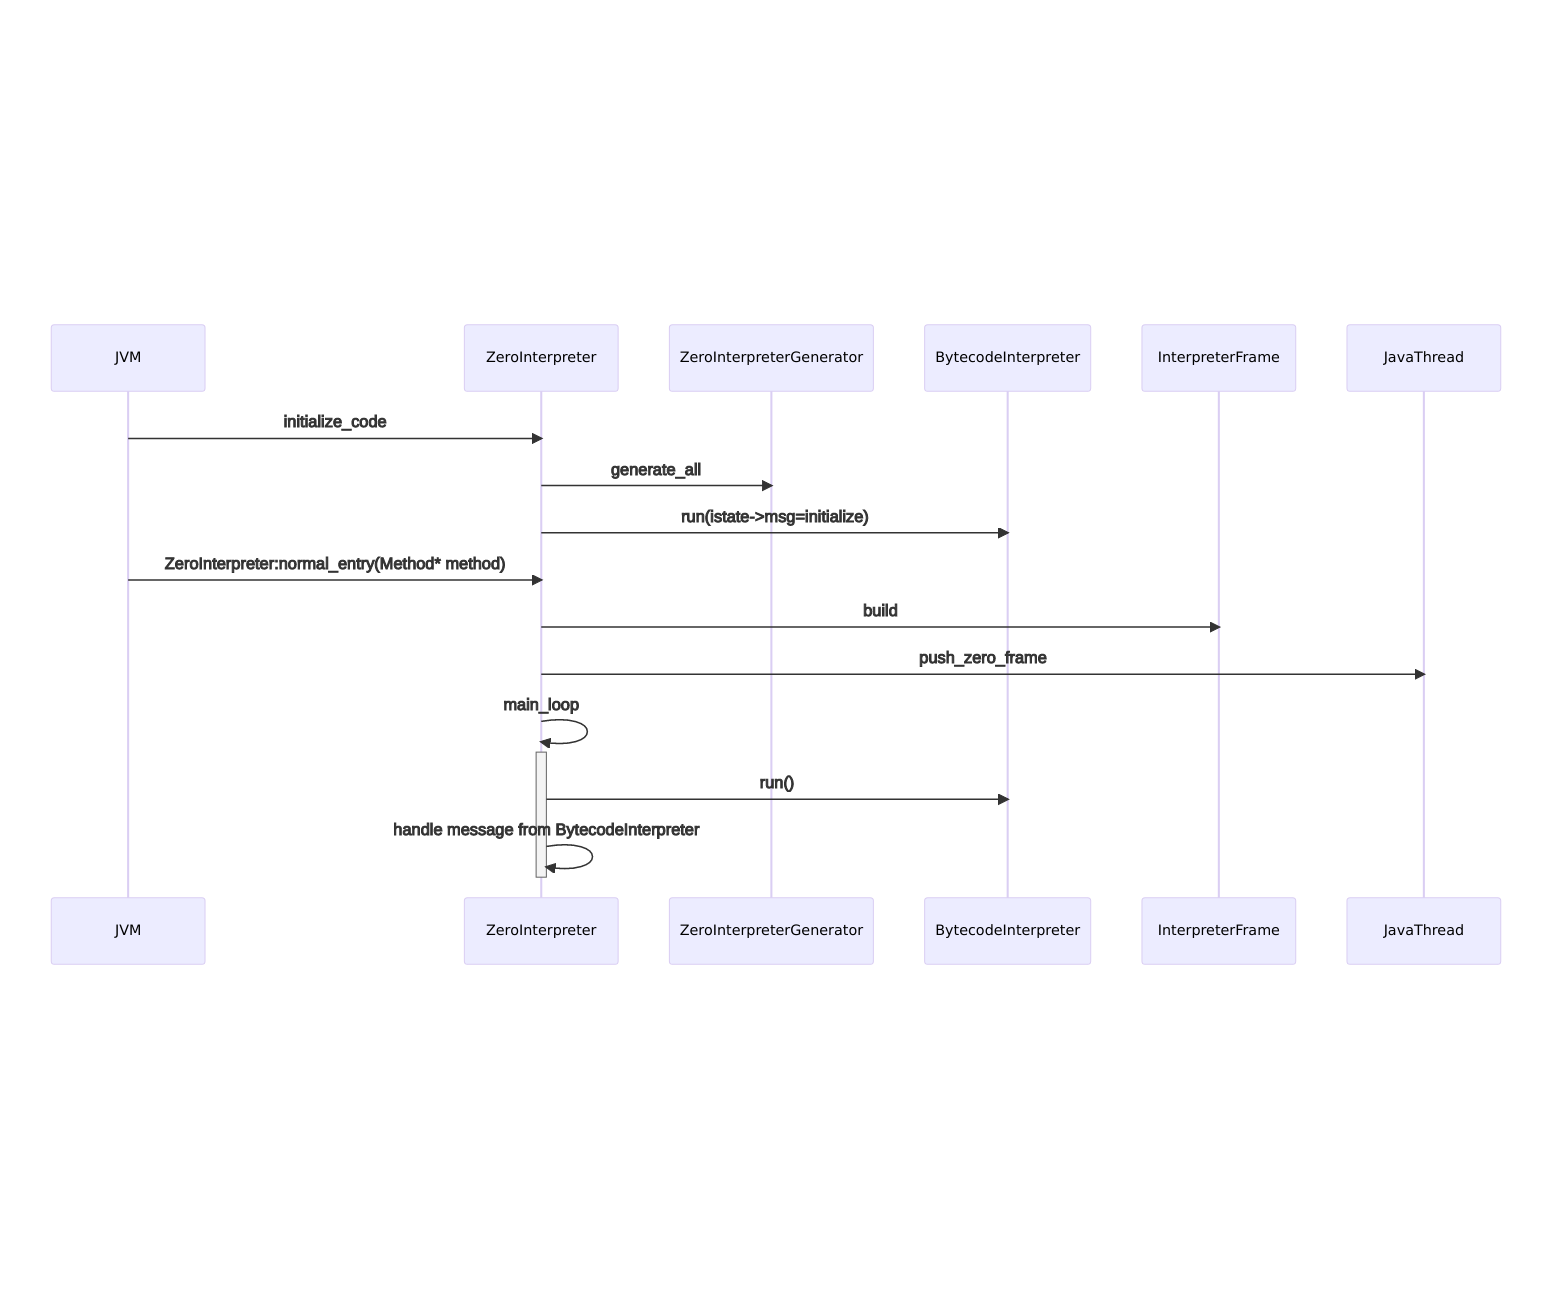 JVM
ZeroInterpreter
ZeroInterpreterGenerator
BytecodeInterpreter
InterpreterFrame
JavaThread
initialize_code
generate_all
run(istate->msg=initialize)
ZeroInterpreter:normal_entry(Method* method)
build
push_zero_frame
main_loop
run()
handle message from BytecodeInterpreter
JVM
ZeroInterpreter
ZeroInterpreterGenerator
BytecodeInterpreter
InterpreterFrame
JavaThread